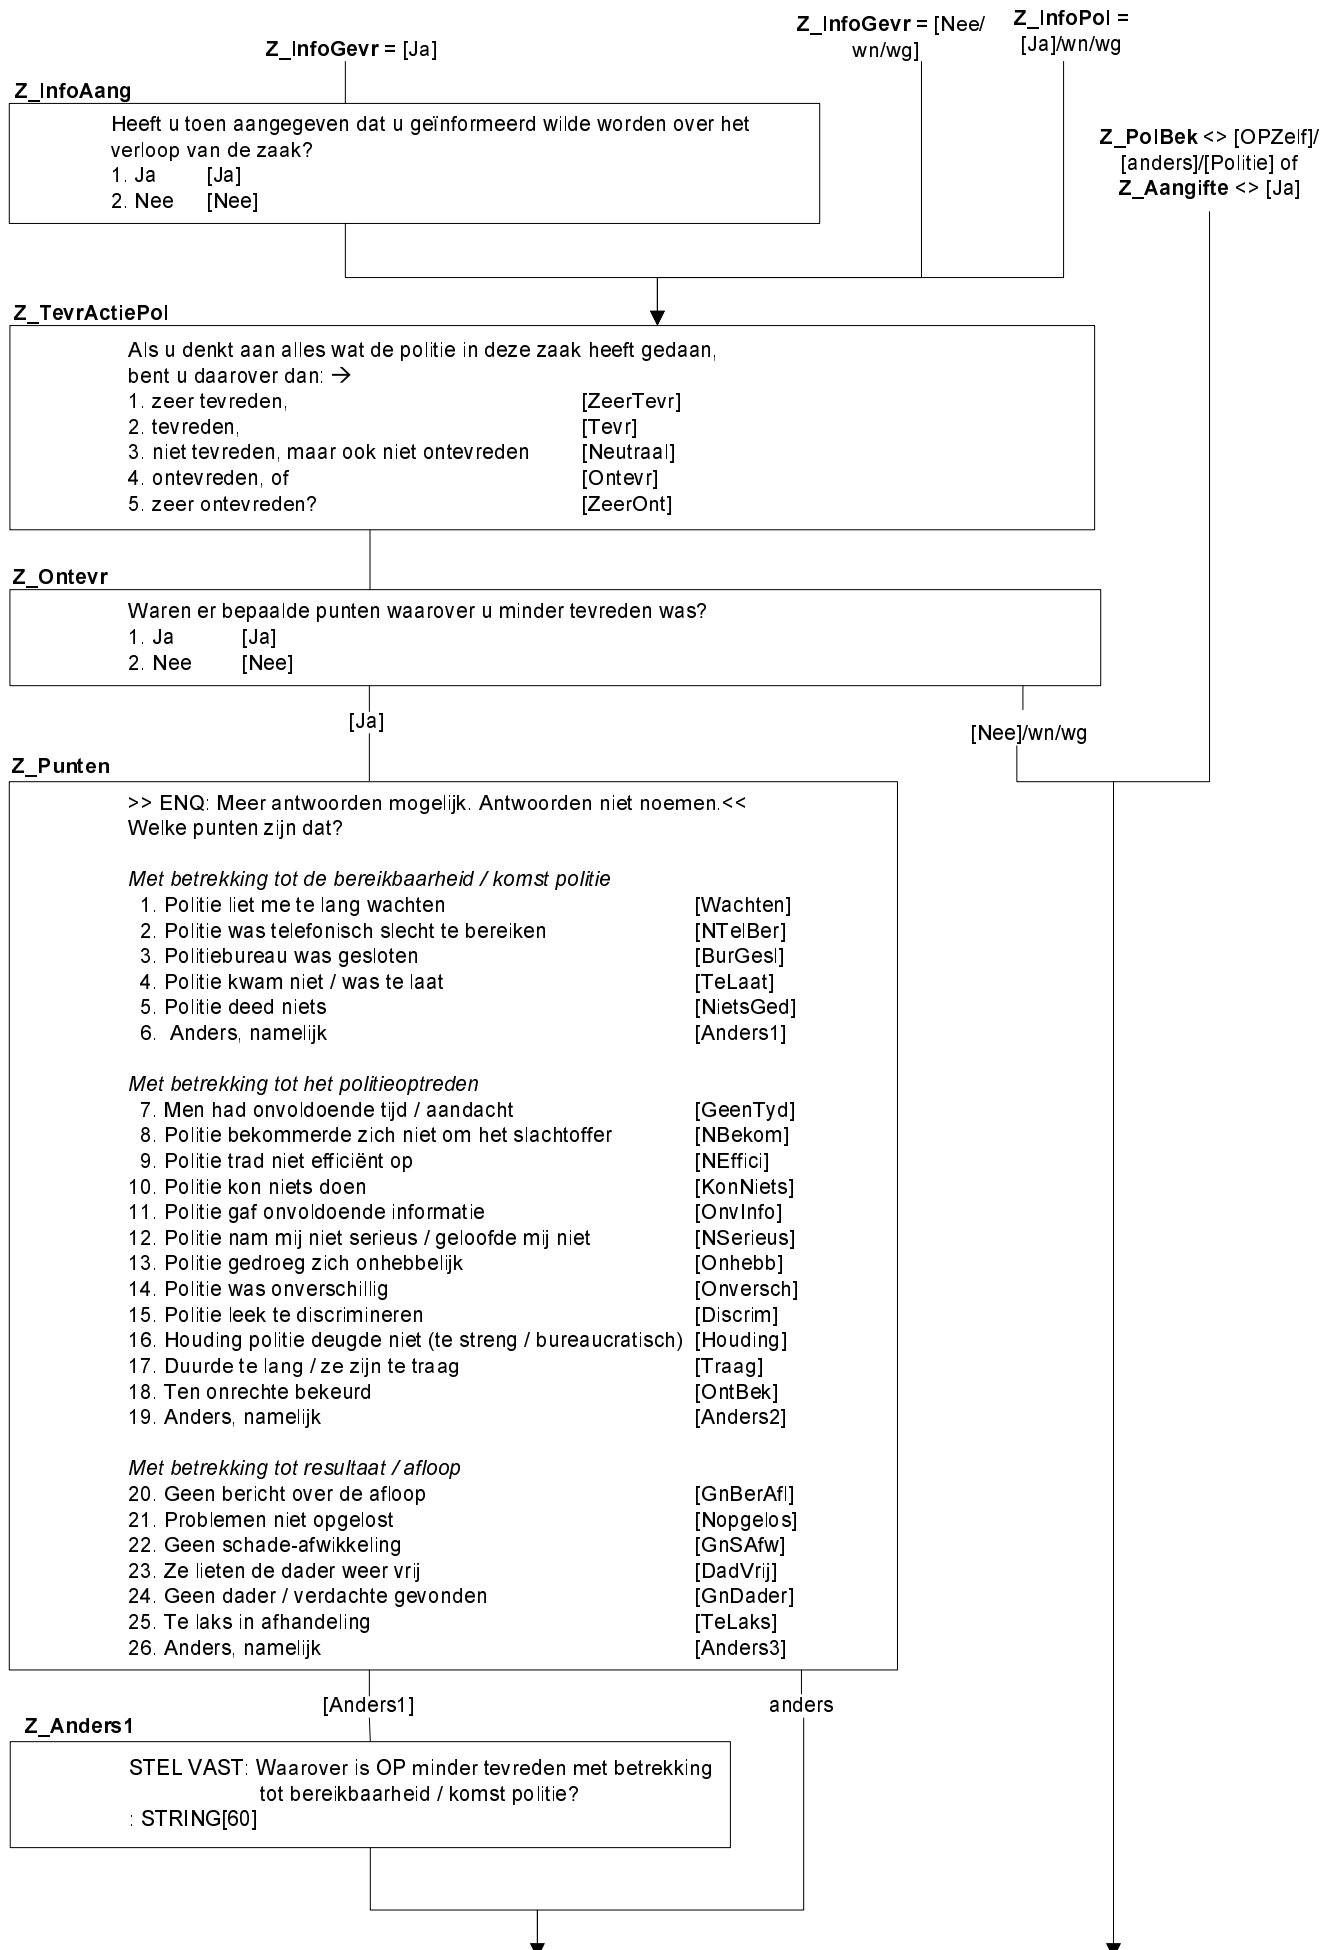 Z_InfoGevr = [Ja]
Z_InfoGevr = [Nee/
wn/wg]
Z_InfoPol =
[Ja]/wn/wg
Z_InfoAang
Heeft u toen aangegeven dat u geïnformeerd wilde worden over het
verloop van de zaak?
1. Ja [Ja]
2. Nee [Nee]
Z_PolBek <> [OPZelf]/
[anders]/[Politie] of
Z_Aangifte <> [Ja]
Z_TevrActiePol
Als u denkt aan alles wat de politie in deze zaak heeft gedaan,
bent u daarover dan: →
1. zeer tevreden, [ZeerTevr]
2. tevreden, [Tevr]
3. niet tevreden, maar ook niet ontevreden [Neutraal]
4. ontevreden, of [Ontevr]
5. zeer ontevreden? [ZeerOnt]
Z_Ontevr
Waren er bepaalde punten waarover u minder tevreden was?
1. Ja [Ja]
2. Nee [Nee]
[Ja]
[Nee]/wn/wg
Z_Punten
>> ENQ: Meer antwoorden mogelijk. Antwoorden niet noemen.<<
Welke punten zijn dat?
Met betrekking tot de bereikbaarheid / komst politie
1. Politie liet me te lang wachten [Wachten]
2. Politie was telefonisch slecht te bereiken [NTelBer]
3. Politiebureau was gesloten [BurGesl]
4. Politie kwam niet / was te laat [TeLaat]
5. Politie deed niets [NietsGed]
6. Anders, namelijk [Anders1]
Met betrekking tot het politieoptreden
7. Men had onvoldoende tijd / aandacht [GeenTyd]
8. Politie bekommerde zich niet om het slachtoffer [NBekom]
9. Politie trad niet efficiënt op [NEffici]
10. Politie kon niets doen [KonNiets]
11. Politie gaf onvoldoende informatie [OnvInfo]
12. Politie nam mij niet serieus / geloofde mij niet [NSerieus]
13. Politie gedroeg zich onhebbelijk [Onhebb]
14. Politie was onverschillig [Onversch]
15. Politie leek te discrimineren [Discrim]
16. Houding politie deugde niet (te streng / bureaucratisch) [Houding]
17. Duurde te lang / ze zijn te traag [Traag]
18. Ten onrechte bekeurd [OntBek]
19. Anders, namelijk [Anders2]
Met betrekking tot resultaat / afloop
20. Geen bericht over de afloop [GnBerAfl]
21. Problemen niet opgelost [Nopgelos]
22. Geen schade-afwikkeling [GnSAfw]
23. Ze lieten de dader weer vrij [DadVrij]
24. Geen dader / verdachte gevonden [GnDader]
25. Te laks in afhandeling [TeLaks]
26. Anders, namelijk [Anders3]
[Anders1]
anders
Z_Anders1
STEL VAST: Waarover is OP minder tevreden met betrekking
tot bereikbaarheid / komst politie?
: STRING[60]